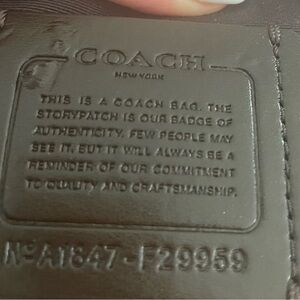 COACH
NEW YORK
THIS IS A COACH BAG. THE
STORYPATCH IS OUR BADGE OF
AUTHENTICITY. FEW PEOPLE MAY
SEE IT, BUT IT WILL ALWAYS BE A
REMINDER OF OUR COMMITMENT
TO QUALITY AND CRAFTSMANSHIP.
Nº A1847-F29959